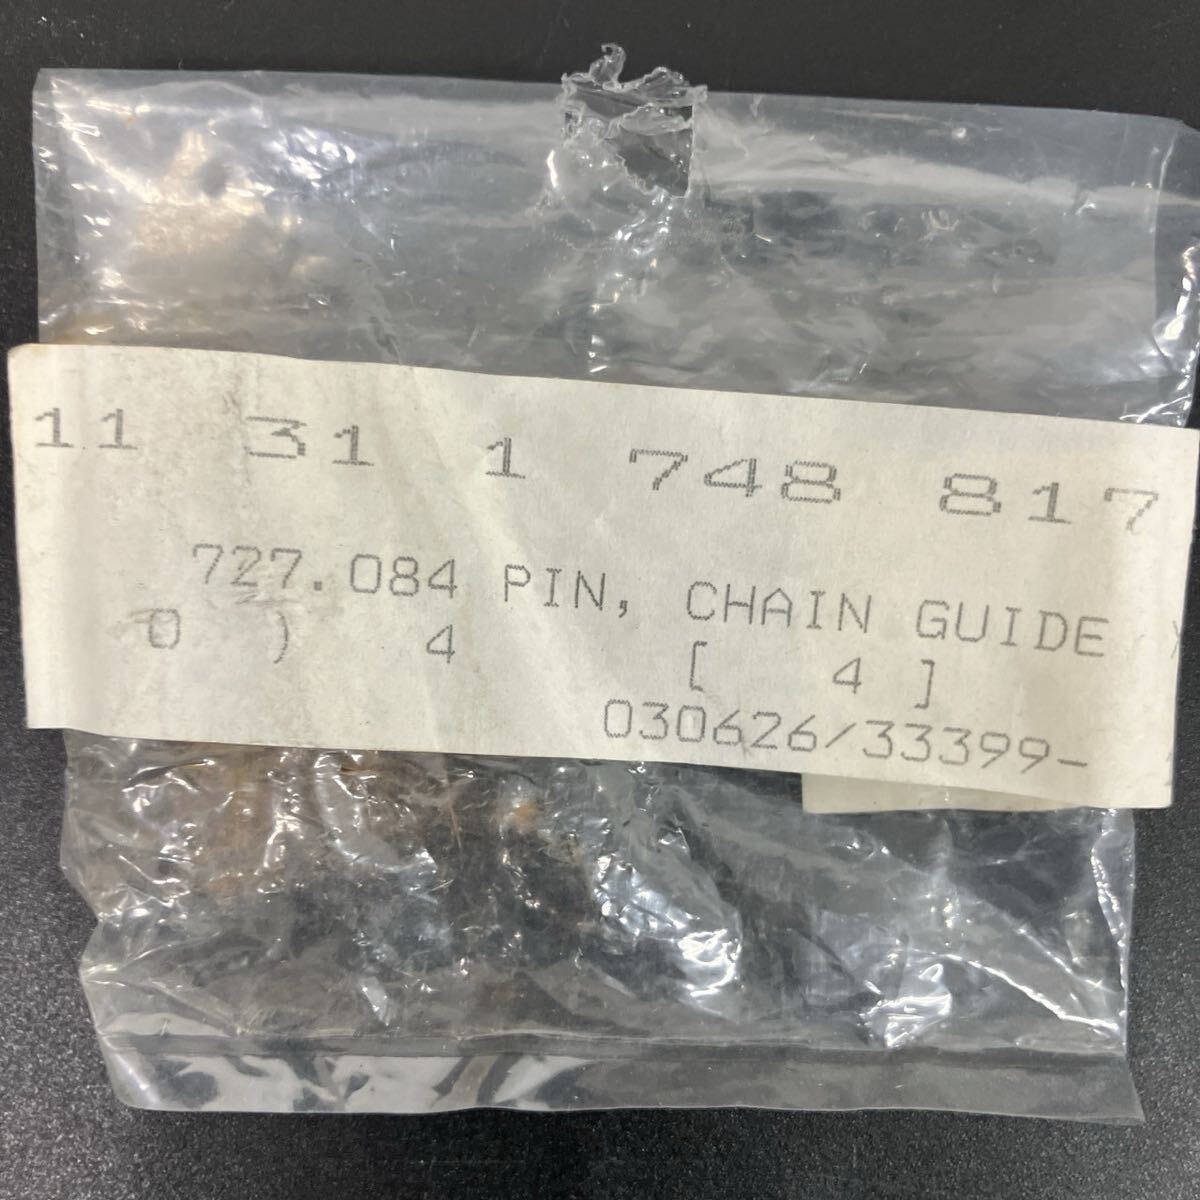 11 31 1 748 817
727.084 PIN, CHAIN GUIDE
0 ) 4 [ 4 ]
030626/33399-